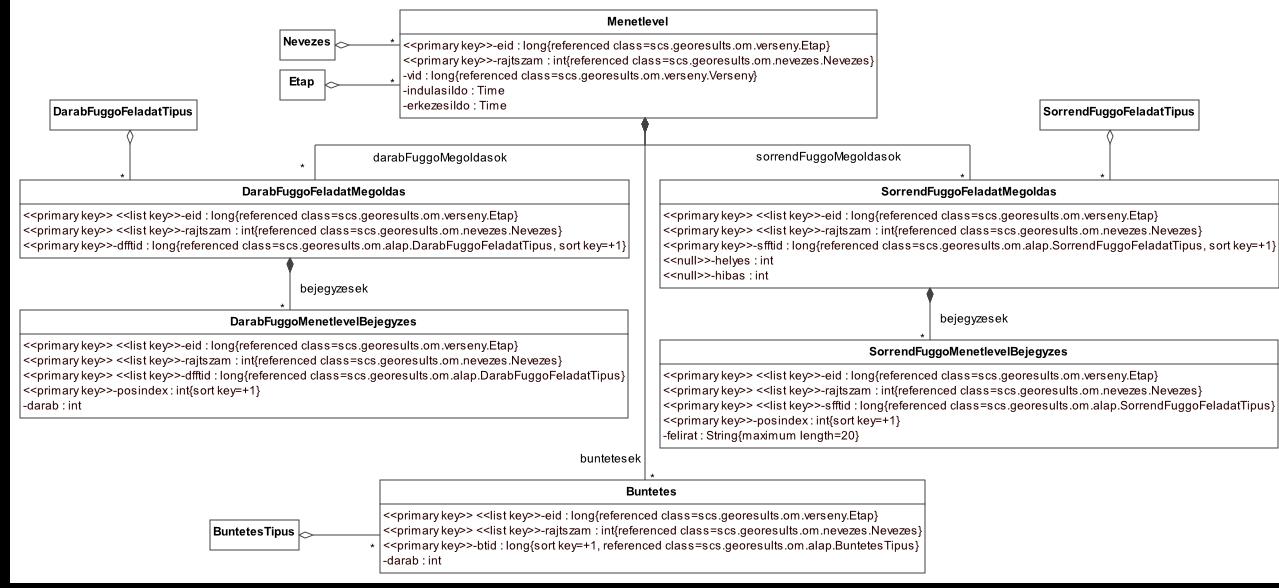 Menetlevel
<<primary key>>-eid : long{referenced class=scs.georesults.om.verseny.Etap}
<<primary key>>-rajtszam : int{referenced class=scs.georesults.om.nevezes.Nevezes}
-vid : long{referenced class=scs.georesults.om.verseny.Verseny}
-indulasiIdo : Time
-erkezesiIdo : Time
Nevezes
*
Etap
*
DarabFuggoFeladatTipus
*
SorrendFuggoFeladatTipus
*
darabFuggoMegoldasok
*
sorrendFuggoMegoldasok
*
DarabFuggoFeladatMegoldas
<<primary key>> <<list key>>-eid : long{referenced class=scs.georesults.om.verseny.Etap}
<<primary key>> <<list key>>-rajtszam : int{referenced class=scs.georesults.om.nevezes.Nevezes}
<<primary key>>-dfftid : long{referenced class=scs.georesults.om.alap.DarabFuggoFeladatTipus, sort key=+1}
SorrendFuggoFeladatMegoldas
<<primary key>> <<list key>>-eid : long{referenced class=scs.georesults.om.verseny.Etap}
<<primary key>> <<list key>>-rajtszam : int{referenced class=scs.georesults.om.nevezes.Nevezes}
<<primary key>>-sfftid : long{referenced class=scs.georesults.om.alap.SorrendFuggoFeladatTipus, sort key=+1}
<<null>>-helyes : int
<<null>>-hibas : int
bejegyzesek
*
bejegyzesek
*
DarabFuggoMenetlevelBejegyzes
<<primary key>> <<list key>>-eid : long{referenced class=scs.georesults.om.verseny.Etap}
<<primary key>> <<list key>>-rajtszam : int{referenced class=scs.georesults.om.nevezes.Nevezes}
<<primary key>> <<list key>>-dfftid : long{referenced class=scs.georesults.om.alap.DarabFuggoFeladatTipus}
<<primary key>>-posindex : int{sort key=+1}
-darab : int
SorrendFuggoMenetlevelBejegyzes
<<primary key>> <<list key>>-eid : long{referenced class=scs.georesults.om.verseny.Etap}
<<primary key>> <<list key>>-rajtszam : int{referenced class=scs.georesults.om.nevezes.Nevezes}
<<primary key>> <<list key>>-sfftid : long{referenced class=scs.georesults.om.alap.SorrendFuggoFeladatTipus}
<<primary key>>-posindex : int{sort key=+1}
-felirat : String{maximum length=20}
buntetesek
*
Buntetes
<<primary key>> <<list key>>-eid : long{referenced class=scs.georesults.om.verseny.Etap}
<<primary key>> <<list key>>-rajtszam : int{referenced class=scs.georesults.om.nevezes.Nevezes}
<<primary key>>-btid : long{sort key=+1, referenced class=scs.georesults.om.alap.BuntetesTipus}
-darab : int
BuntetesTipus
*